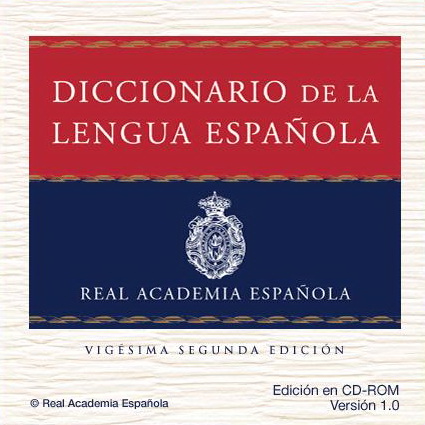 DICCIONARIO DE LA
LENGUA ESPAÑOLA
REAL ACADEMIA ESPAÑOLA
VIGÉSIMA SEGUNDA EDICIÓN
Edición en CD-ROM
© Real Academia Española
Versión 1.0